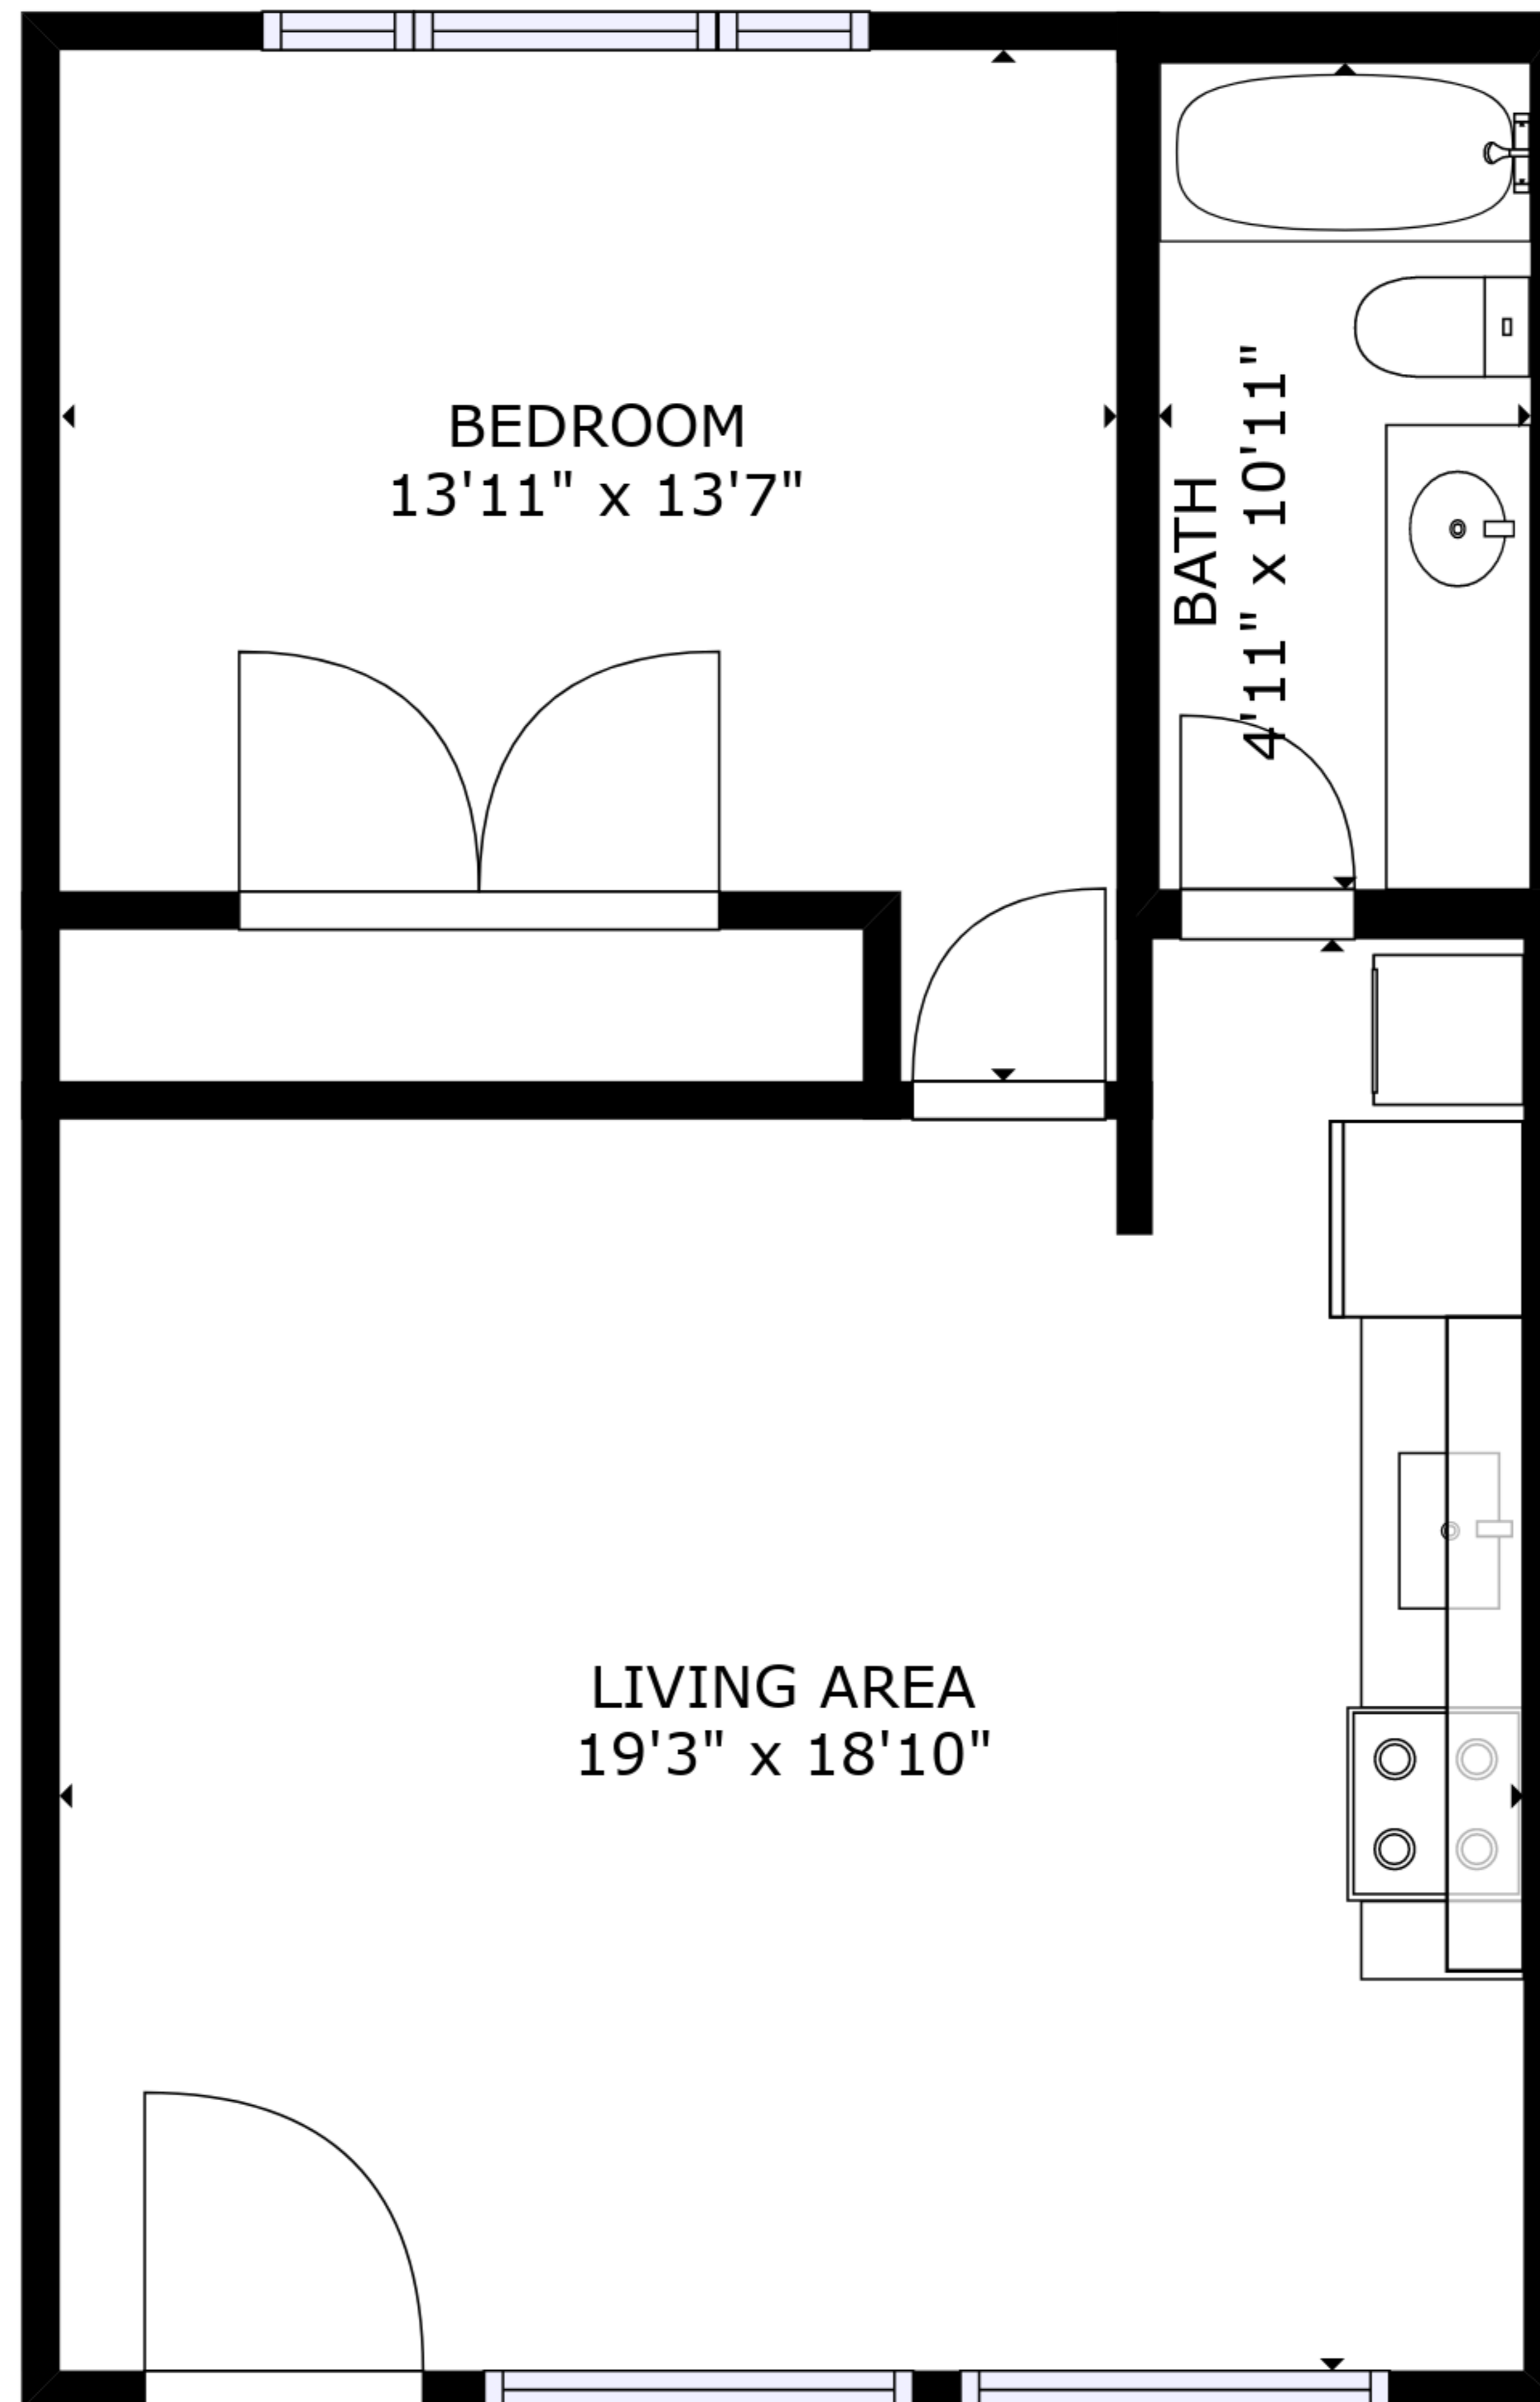 BEDROOM
13'11" x 13'7"
BATH
4'11" x 10'11"
LIVING AREA
19'3" x 18'10"